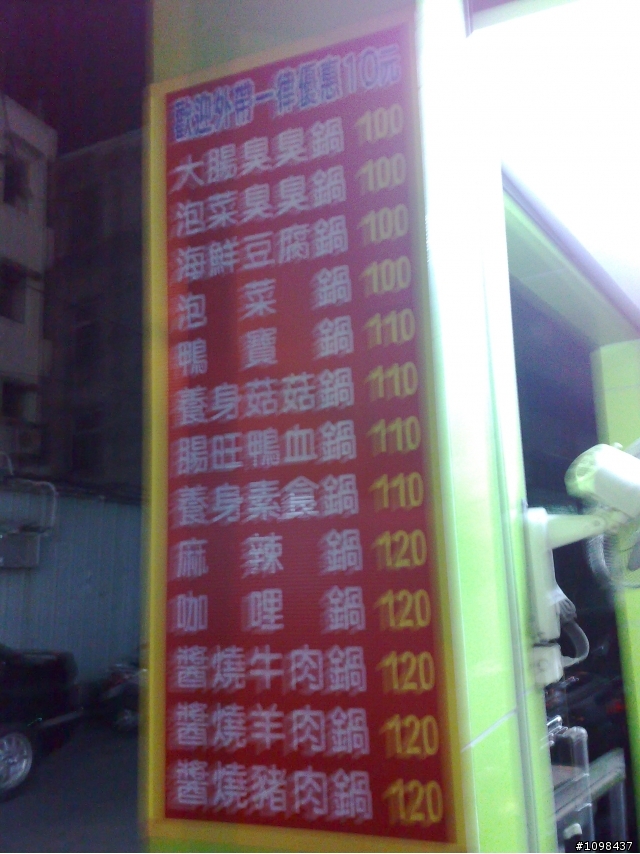 歡迎外帶一律優惠10元
大腸臭臭鍋 100
泡菜臭臭鍋 100
海鮮豆腐鍋 100
泡菜鍋 100
鴨寶鍋 110
養身菇菇鍋 110
腸旺鴨血鍋 110
養身素食鍋 110
麻辣鍋 120
咖哩鍋 120
醬燒牛肉鍋 120
醬燒羊肉鍋 120
醬燒豬肉鍋 120
#1098437